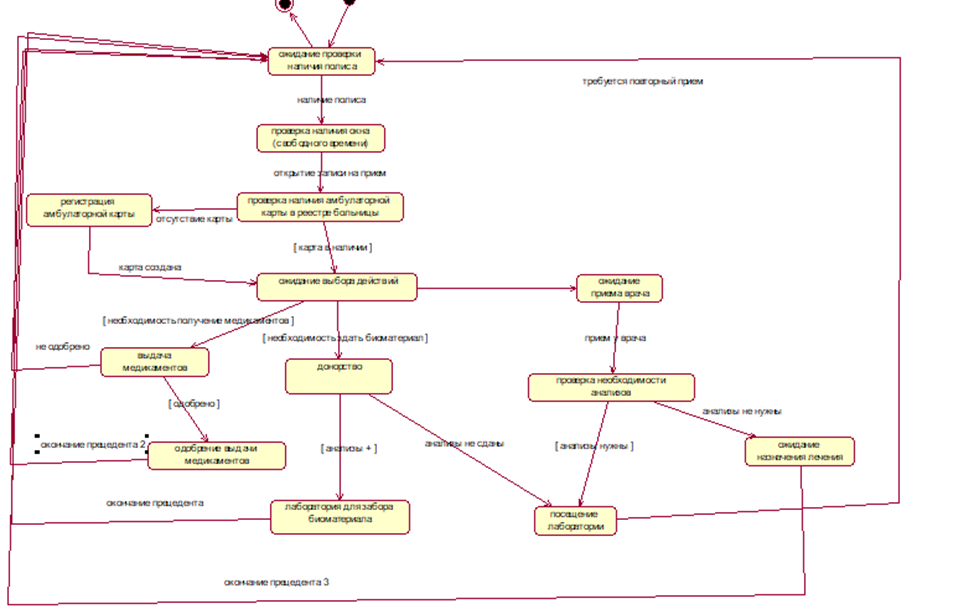 ожидание проверки
наличия полиса
требуется повторный прием
наличие полиса
проверка наличия окна
(свободного времени)
открытие записи на прием
регистрация
амбулаторной карты
проверка наличия амбулаторной
карты в реестре больницы
отсутствие карты
[ карта в наличии ]
карта создана
ожидание выбора действий
ожидание
приема врача
[ необходимость получение медикаментов ]
[ необходимость здать биоматериал ]
прием у врача
не одобрено
выдача
медикаментов
донорство
проверка необходимости
анализов
[ одобрено ]
анализы не нужны
окончание прецедента 2
одобрение выдачи
медикаментов
[ анализы + ]
анализы не сданы
[ анализы нужны ]
ожидание
назначения лечения
окончание прецедента
лаборатория для забора
биоматериала
посещение
лаборатории
окончание прецедента 3